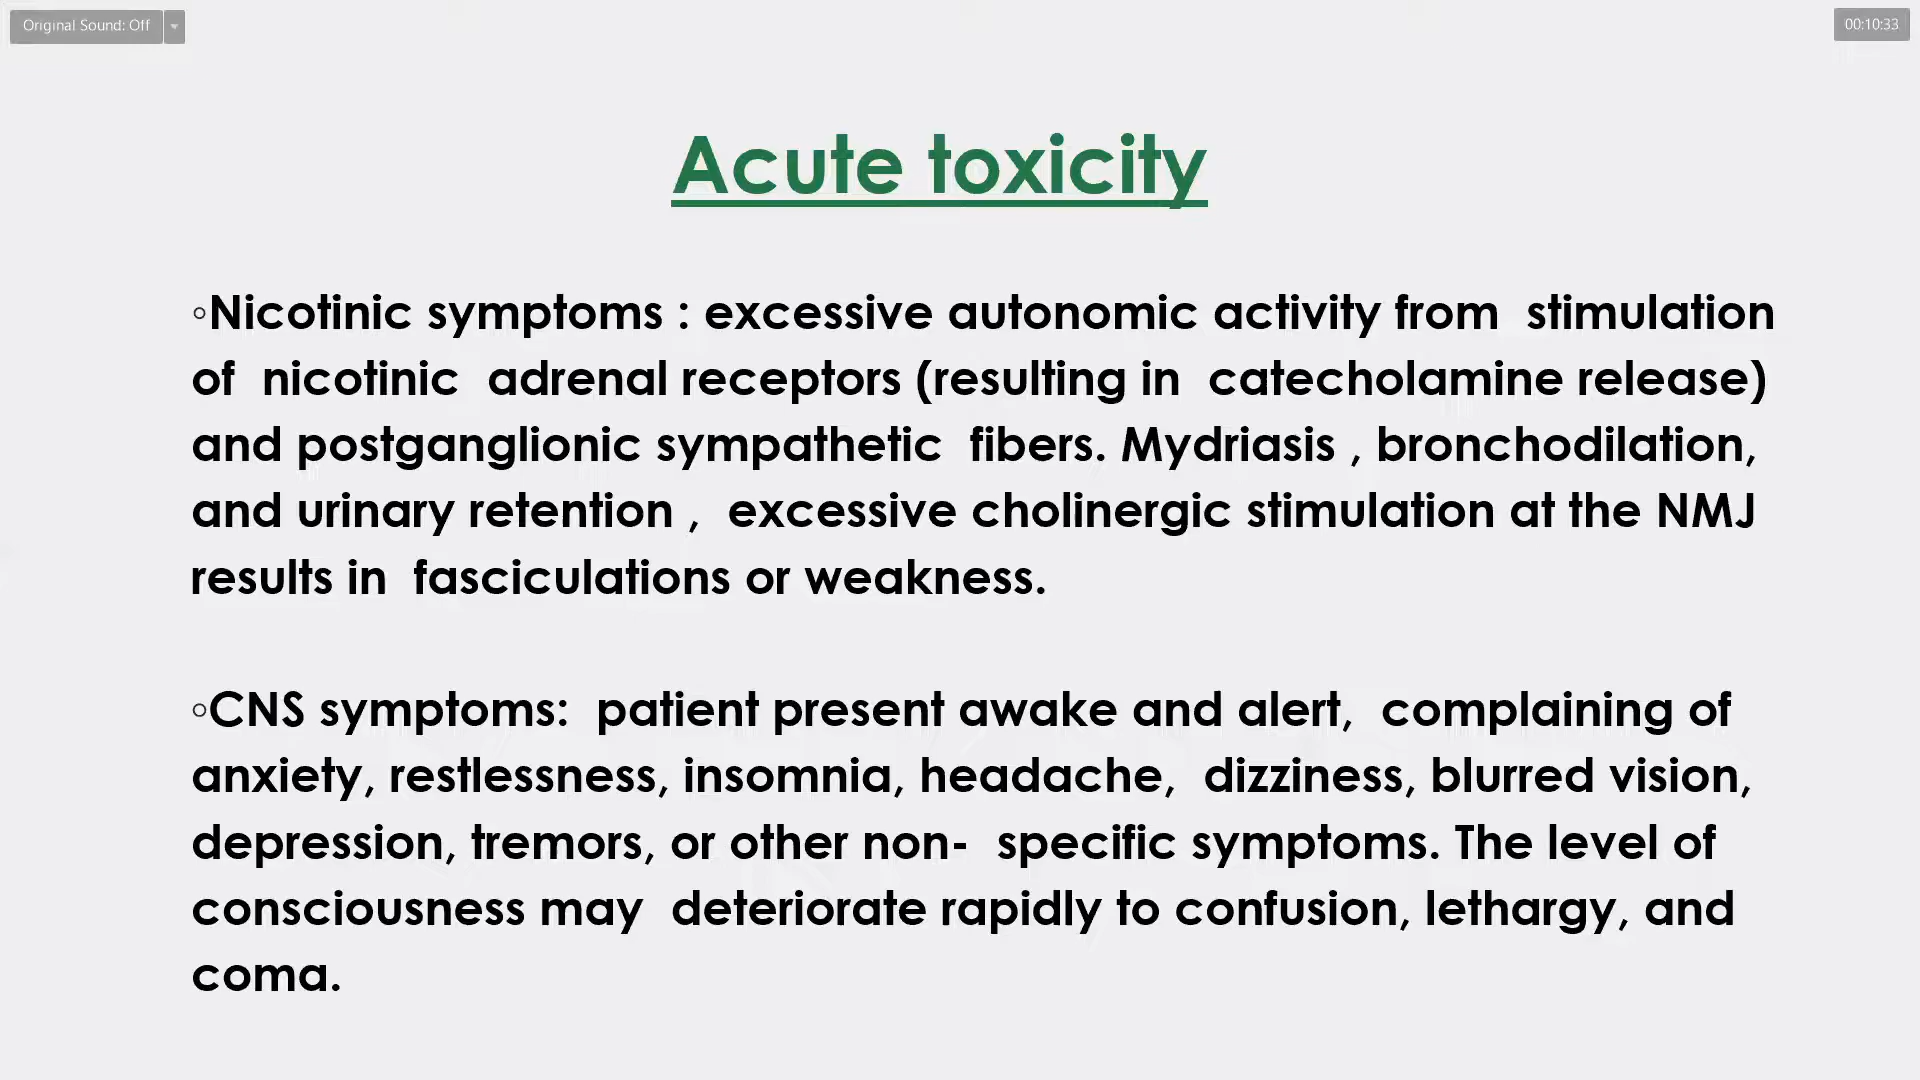 Original Sound: Off
00:10:33
Acute toxicity
◦Nicotinic symptoms : excessive autonomic activity from stimulation
of nicotinic adrenal receptors (resulting in catecholamine release)
and postganglionic sympathetic fibers. Mydriasis , bronchodilation,
and urinary retention , excessive cholinergic stimulation at the NMJ
results in fasciculations or weakness.
◦CNS symptoms: patient present awake and alert, complaining of
anxiety, restlessness, insomnia, headache, dizziness, blurred vision,
depression, tremors, or other non- specific symptoms. The level of
consciousness may deteriorate rapidly to confusion, lethargy, and
coma.